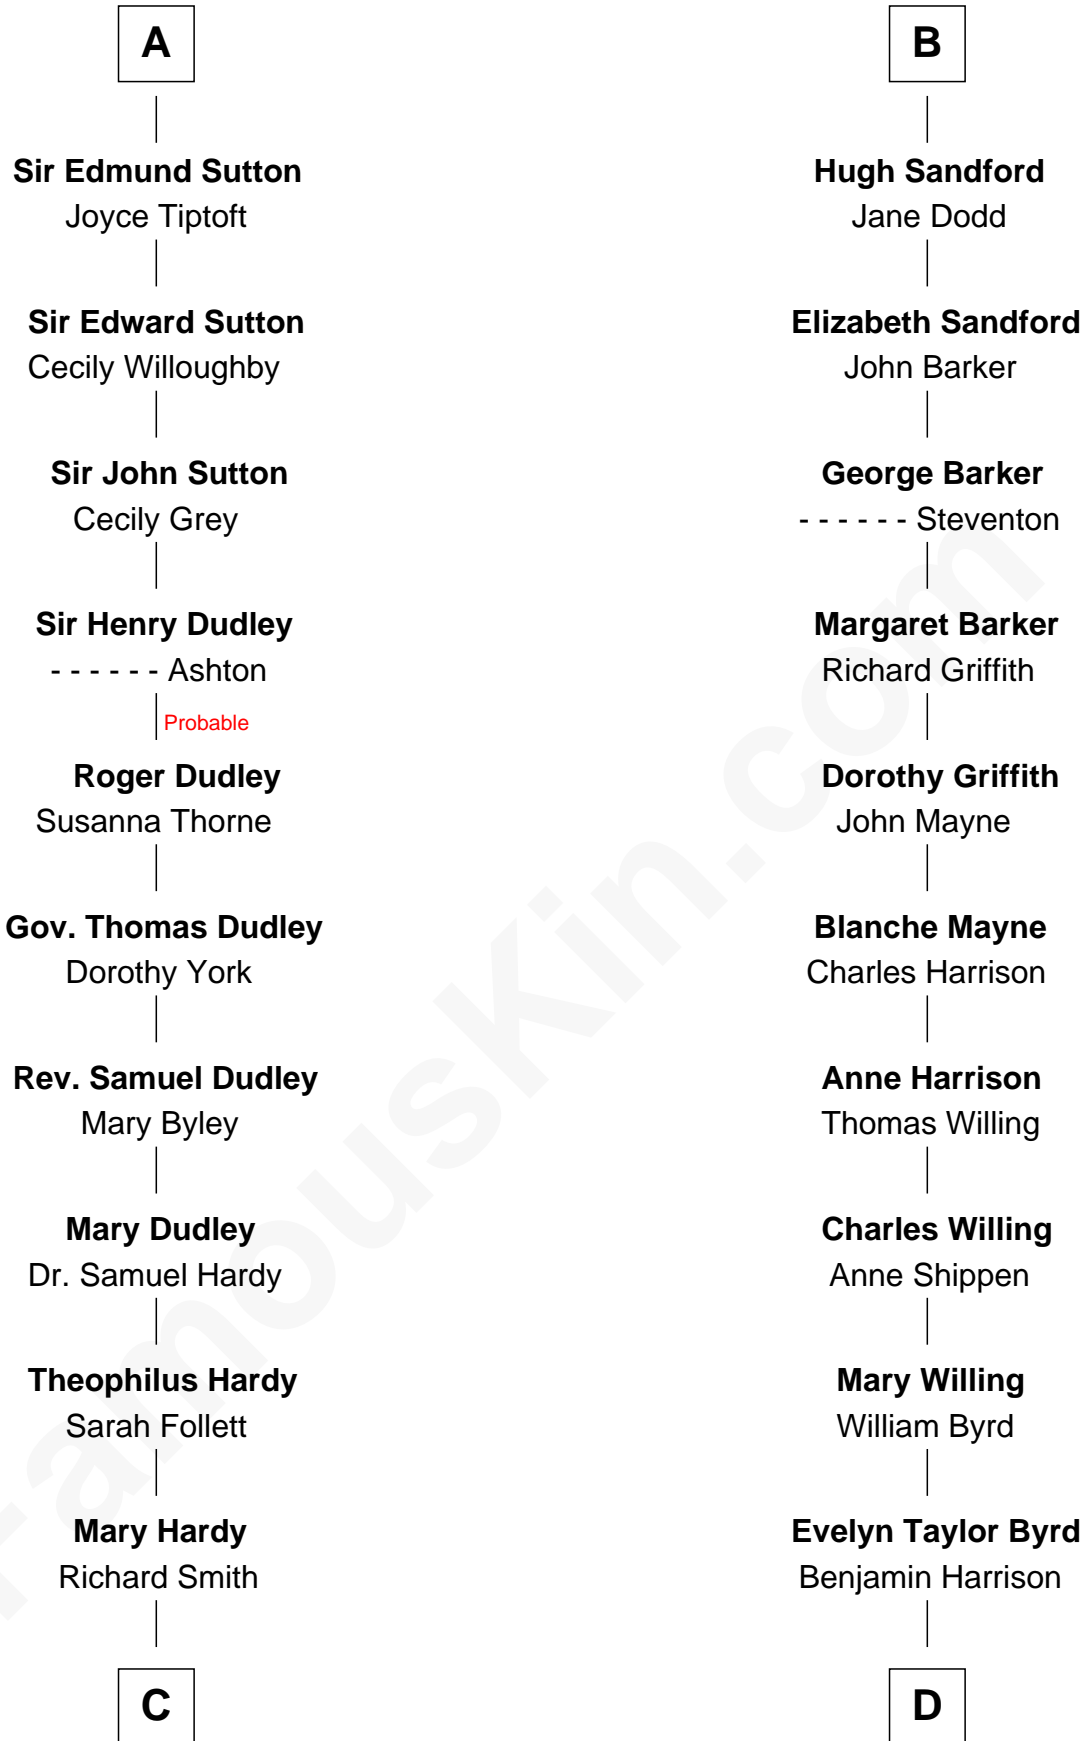 A
Sir Edmund Sutton
Joyce Tiptoft
Sir Edward Sutton
Cecily Willoughby
Sir John Sutton
Cecily Grey
Sir Henry Dudley
- - - - - - Ashton
Probable
Roger Dudley
Susanna Thorne
Gov. Thomas Dudley
Dorothy York
Rev. Samuel Dudley
Mary Byley
Mary Dudley
Dr. Samuel Hardy
Theophilus Hardy
Sarah Follett
Mary Hardy
Richard Smith
C
B
Hugh Sandford
Jane Dodd
Elizabeth Sandford
John Barker
George Barker
- - - - - - Steventon
Margaret Barker
Richard Griffith
Dorothy Griffith
John Mayne
Blanche Mayne
Charles Harrison
Anne Harrison
Thomas Willing
Charles Willing
Anne Shippen
Mary Willing
William Byrd
Evelyn Taylor Byrd
Benjamin Harrison
D
FamousKin.com